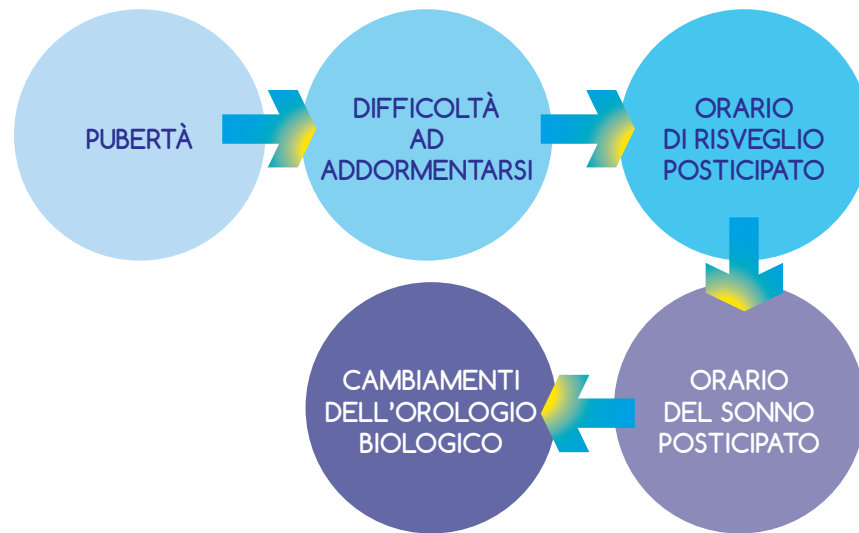 PUBERTÀ
DIFFICOLTÀ
AD
ADDORMENTARSI
ORARIO
DI RISVEGLIO
POSTICIPATO
ORARIO
DEL SONNO
POSTICIPATO
CAMBIAMENTI
DELL'OROLOGIO
BIOLOGICO